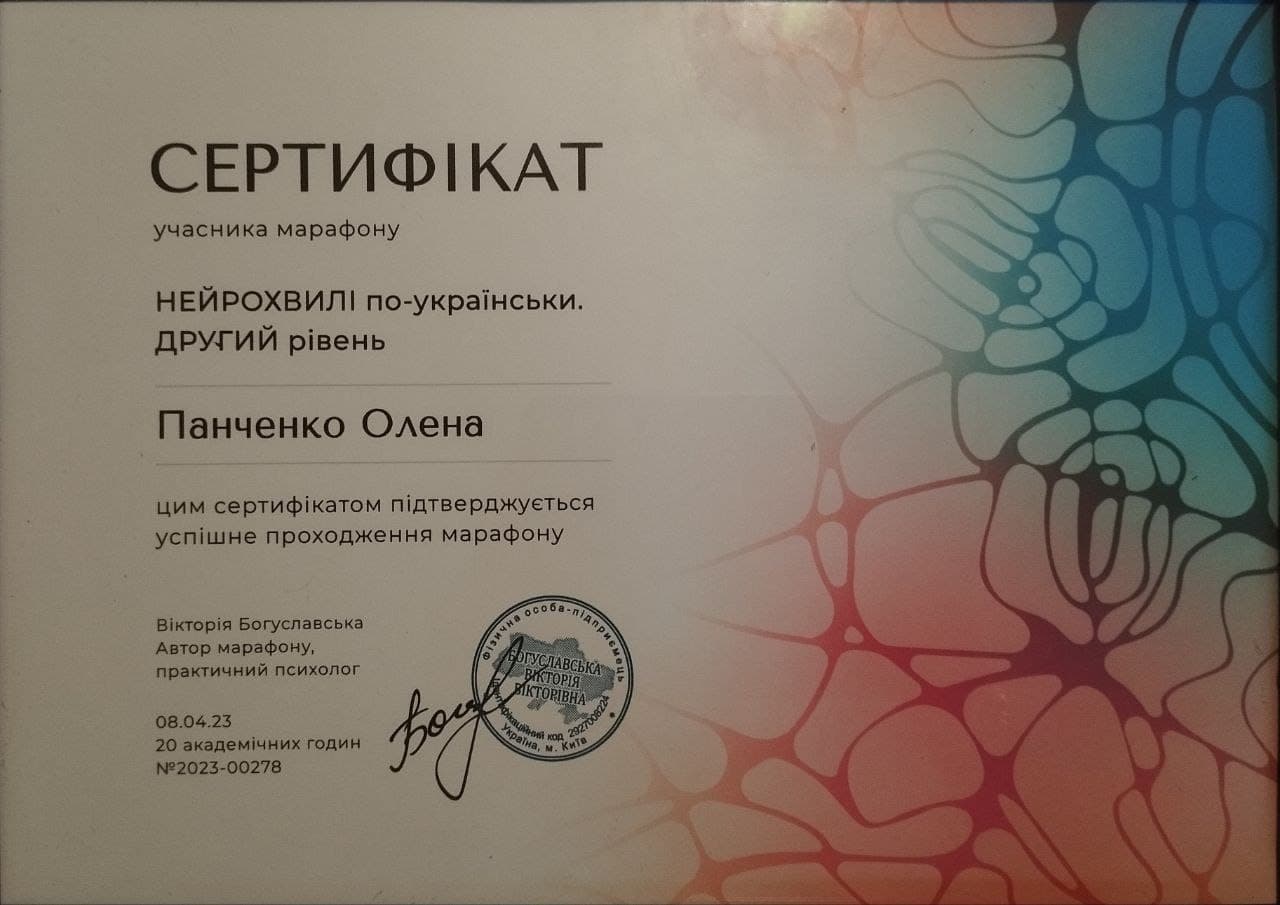 СЕРТИФІКАТ
учасника марафону
НЕЙРОХВИЛІ по-українськи.
ДРУГИЙ рівень
Панченко Олена
цим сертифікатом підтверджується
успішне проходження марафону
Вікторія Богуславська
Автор марафону,
практичний психолог
08.04.23
20 академічних годин
№2023-00278
Фізична особа-підприємець
БОГУСЛАВСЬКА
ВІКТОРІЯ
ВІКТОРІВНА
код 2927008224
Україна, м. Київ